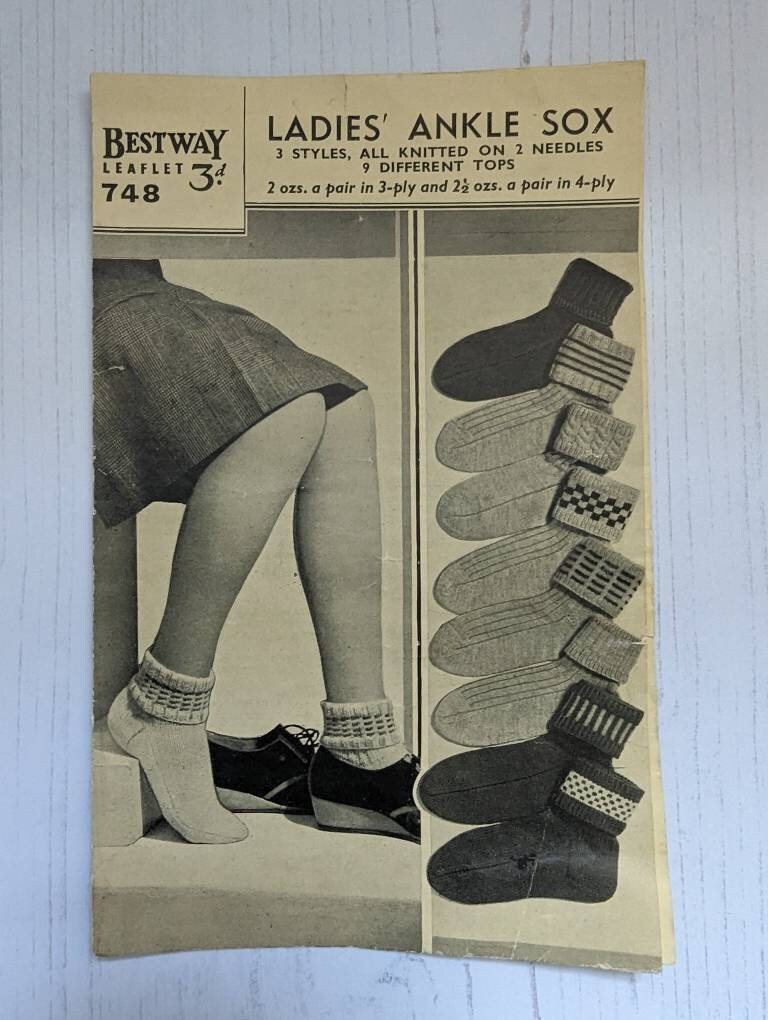 BESTWAY
LEAFLET 3d.
748
LADIES' ANKLE SOX
3 STYLES, ALL KNITTED ON 2 NEEDLES
9 DIFFERENT TOPS
2 ozs. a pair in 3-ply and 2½ ozs. a pair in 4-ply